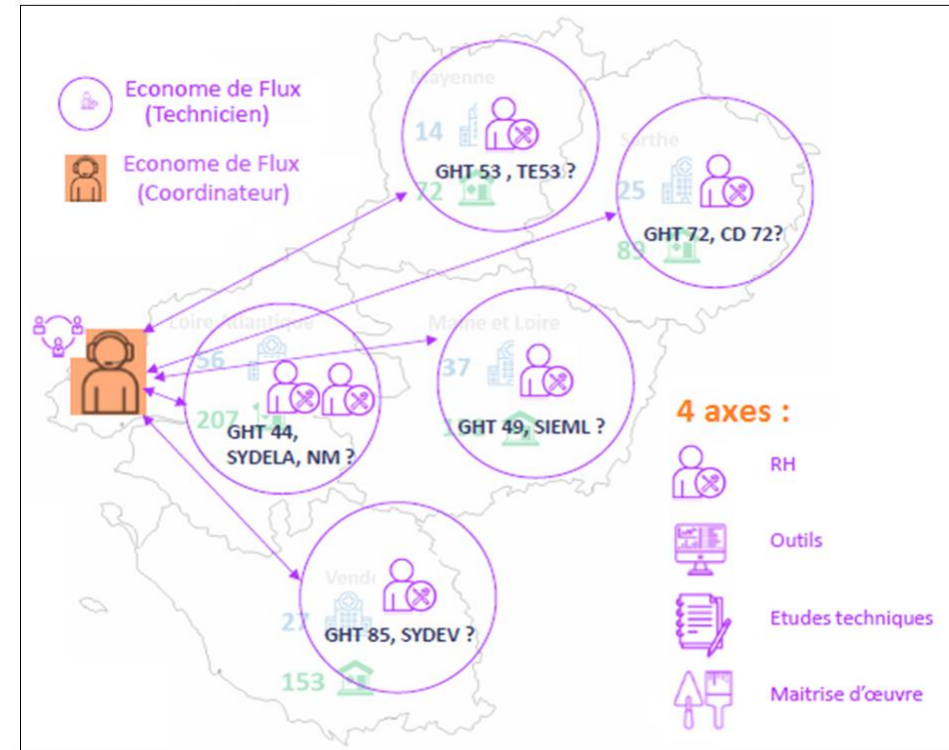 Econome de Flux
(Technicien)
Econome de Flux
(Coordinateur)
Mayenne
14
GHT 53 , TE53 ?
72
Sarthe
25
GHT 72, CD 72?
89
Loire Atlantique
56
207
GHT 44,
SYDELA, NM ?
Maine et Loire
37
GHT 49, SIEML ?
27
GHT 85, SYDEV ?
153
4 axes :
RH
Outils
Etudes techniques
Maitrise d'œuvre